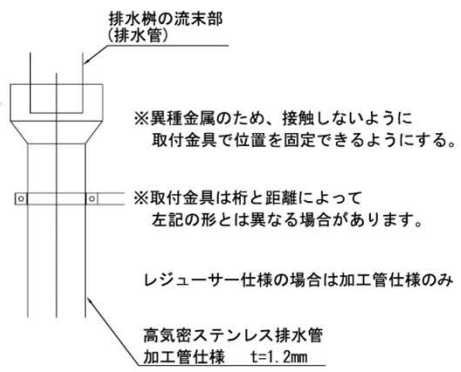 排水桝の流末部
(排水管)
※異種金属のため、接触しないように
取付金具で位置を固定できるようにする。
※取付金具は桁と距離によって
左記の形とは異なる場合があります。
レジューサー仕様の場合は加工管仕様のみ
高気密ステンレス排水管
加工管仕様 t=1.2mm